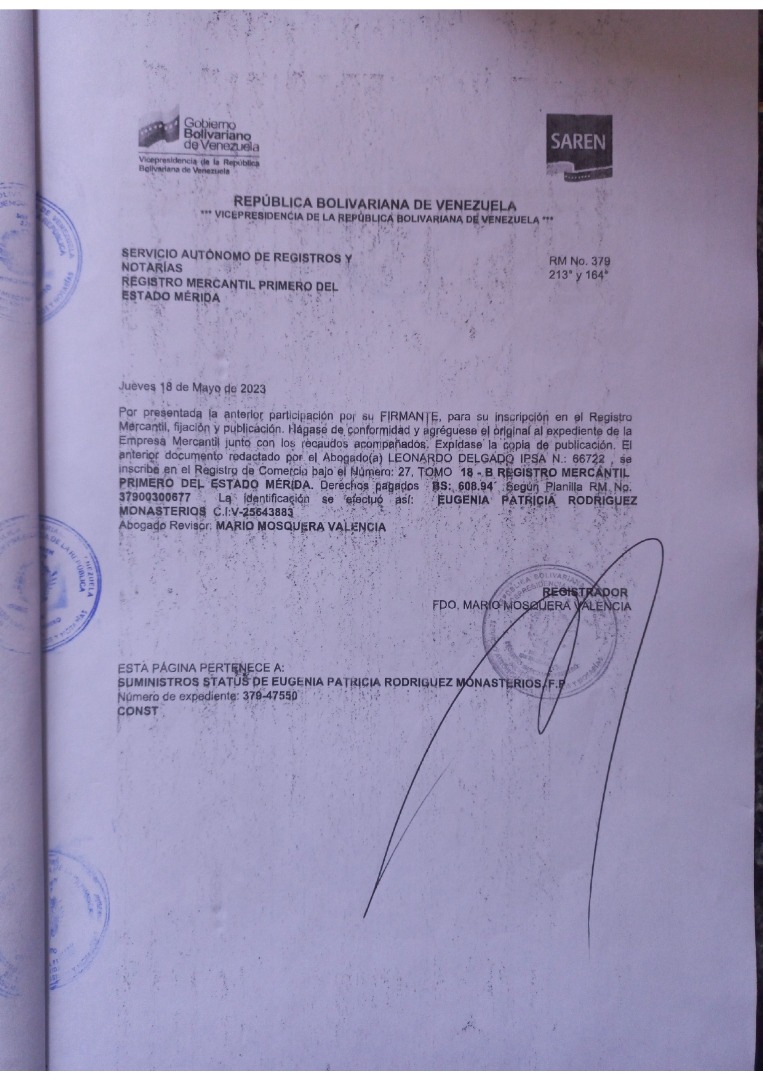 Gobierno
Bolivariano
de Venezuela
Vicepresidencia de la República
Bolivariana de Venezuela
SAREN
REPÚBLICA BOLIVARIANA DE VENEZUELA
*** VICEPRESIDENCIA DE LA REPÚBLICA BOLIVARIANA DE VENEZUELA ***
SERVICIO AUTÓNOMO DE REGISTROS Y
NOTARÍAS
REGISTRO MERCANTIL PRIMERO DEL
ESTADO MÉRIDA
RM No. 379
213° y 164°
Jueves 18 de Mayo de 2023
Por presentada la anterior participación por su FIRMANTE, para su inscripción en el Registro
Mercantil, fijación y publicación. Hágase de conformidad y agréguese el original al expediente de la
Empresa Mercantil junto con los recaudos acompañados. Expídase la copia de publicación. El
anterior documento redactado por el Abogado(a) LEONARDO DELGADO IPSA N.: 66722 , se
inscribe en el Registro de Comercio bajo el Número: 27, TOMO 18 - B REGISTRO MERCANTIL
PRIMERO DEL ESTADO MÉRIDA. Derechos pagados BS: 608.94 Según Planilla RM No.
37900300677 La identificación se efectuó así: EUGENIA PATRICIA RODRIGUEZ
MONASTERIOS C.I:V-25643883
Abogado Revisor: MARIO MOSQUERA VALENCIA
REGISTRADOR
FDO. MARIO MOSQUERA VALENCIA
ESTA PÁGINA PERTENECE A:
SUMINISTROS STATUS DE EUGENIA PATRICIA RODRIGUEZ MONASTERIOS, F.P
Número de expediente: 379-47550
CONST